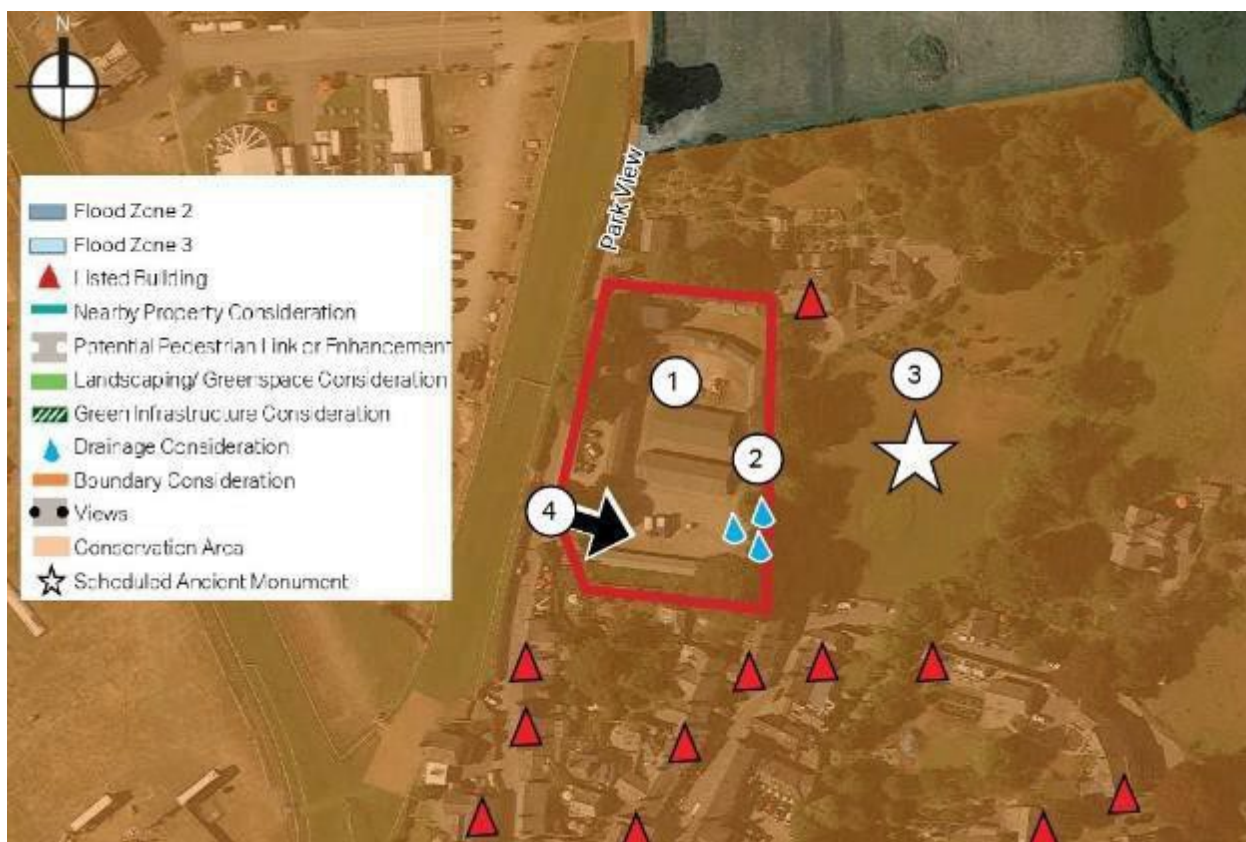 N
Park View
Flood Zone 2
Flood Zone 3
Listed Building
Nearby Property Consideration
Potential Pedestrian Link or Enhancement
Landscaping/ Greenspace Consideration
Green Infrastructure Consideration
Drainage Consideration
Boundary Consideration
Views
Conservation Area
Scheduled Ancient Monument
1
2
3
4